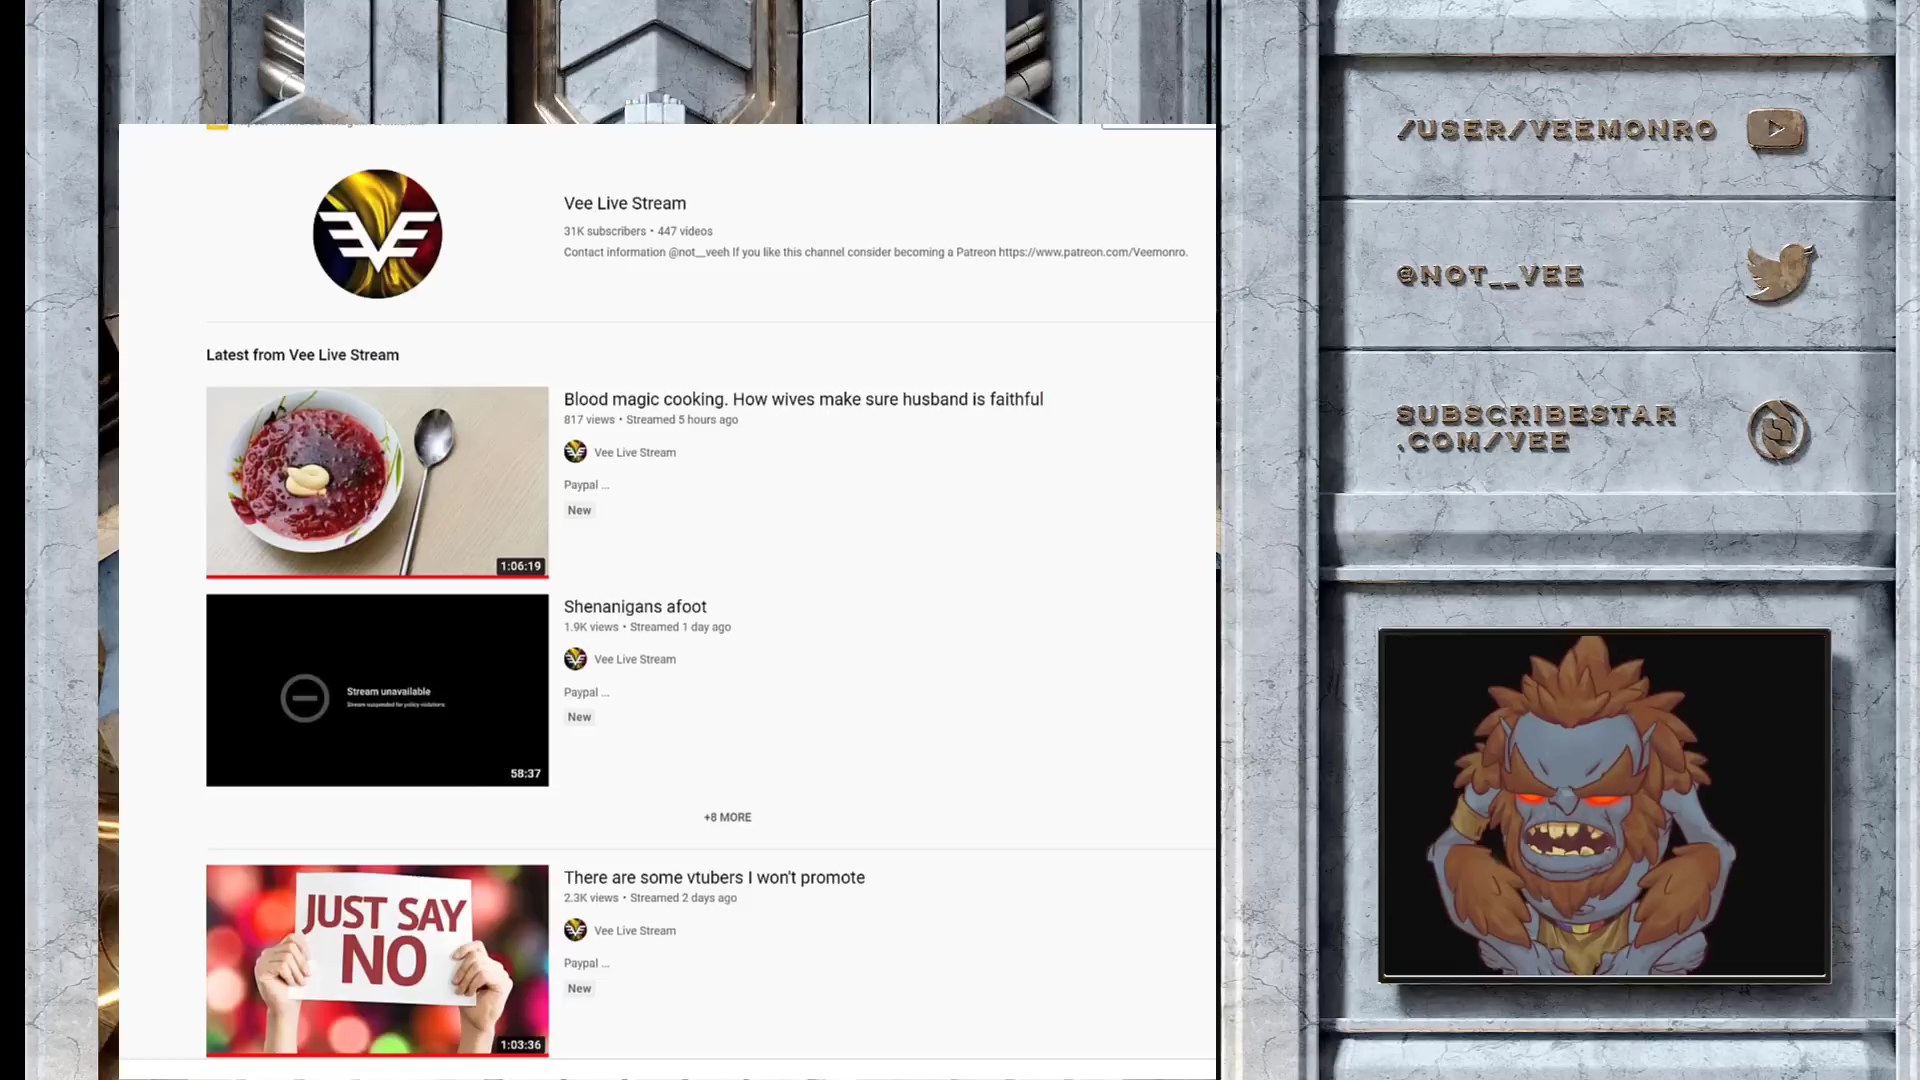 Vee Live Stream
31K subscribers • 447 videos
Contact information @not__veeh If you like this channel consider becoming a Patreon https://www.patreon.com/Veemonro.
Latest from Vee Live Stream
1:06:19
Blood magic cooking. How wives make sure husband is faithful
817 views • Streamed 5 hours ago
Vee Live Stream
Paypal ...
New
Stream unavailable
Stream suspended for policy violations
58:37
Shenanigans afoot
1.9K views • Streamed 1 day ago
Vee Live Stream
Paypal ...
New
+8 MORE
JUST SAY
NO
1:03:36
There are some vtubers I won't promote
2.3K views • Streamed 2 days ago
Vee Live Stream
Paypal ...
New
/USER/VEEMONRO
@NOT__VEE
SUBSCRIBESTAR
.COM/VEE